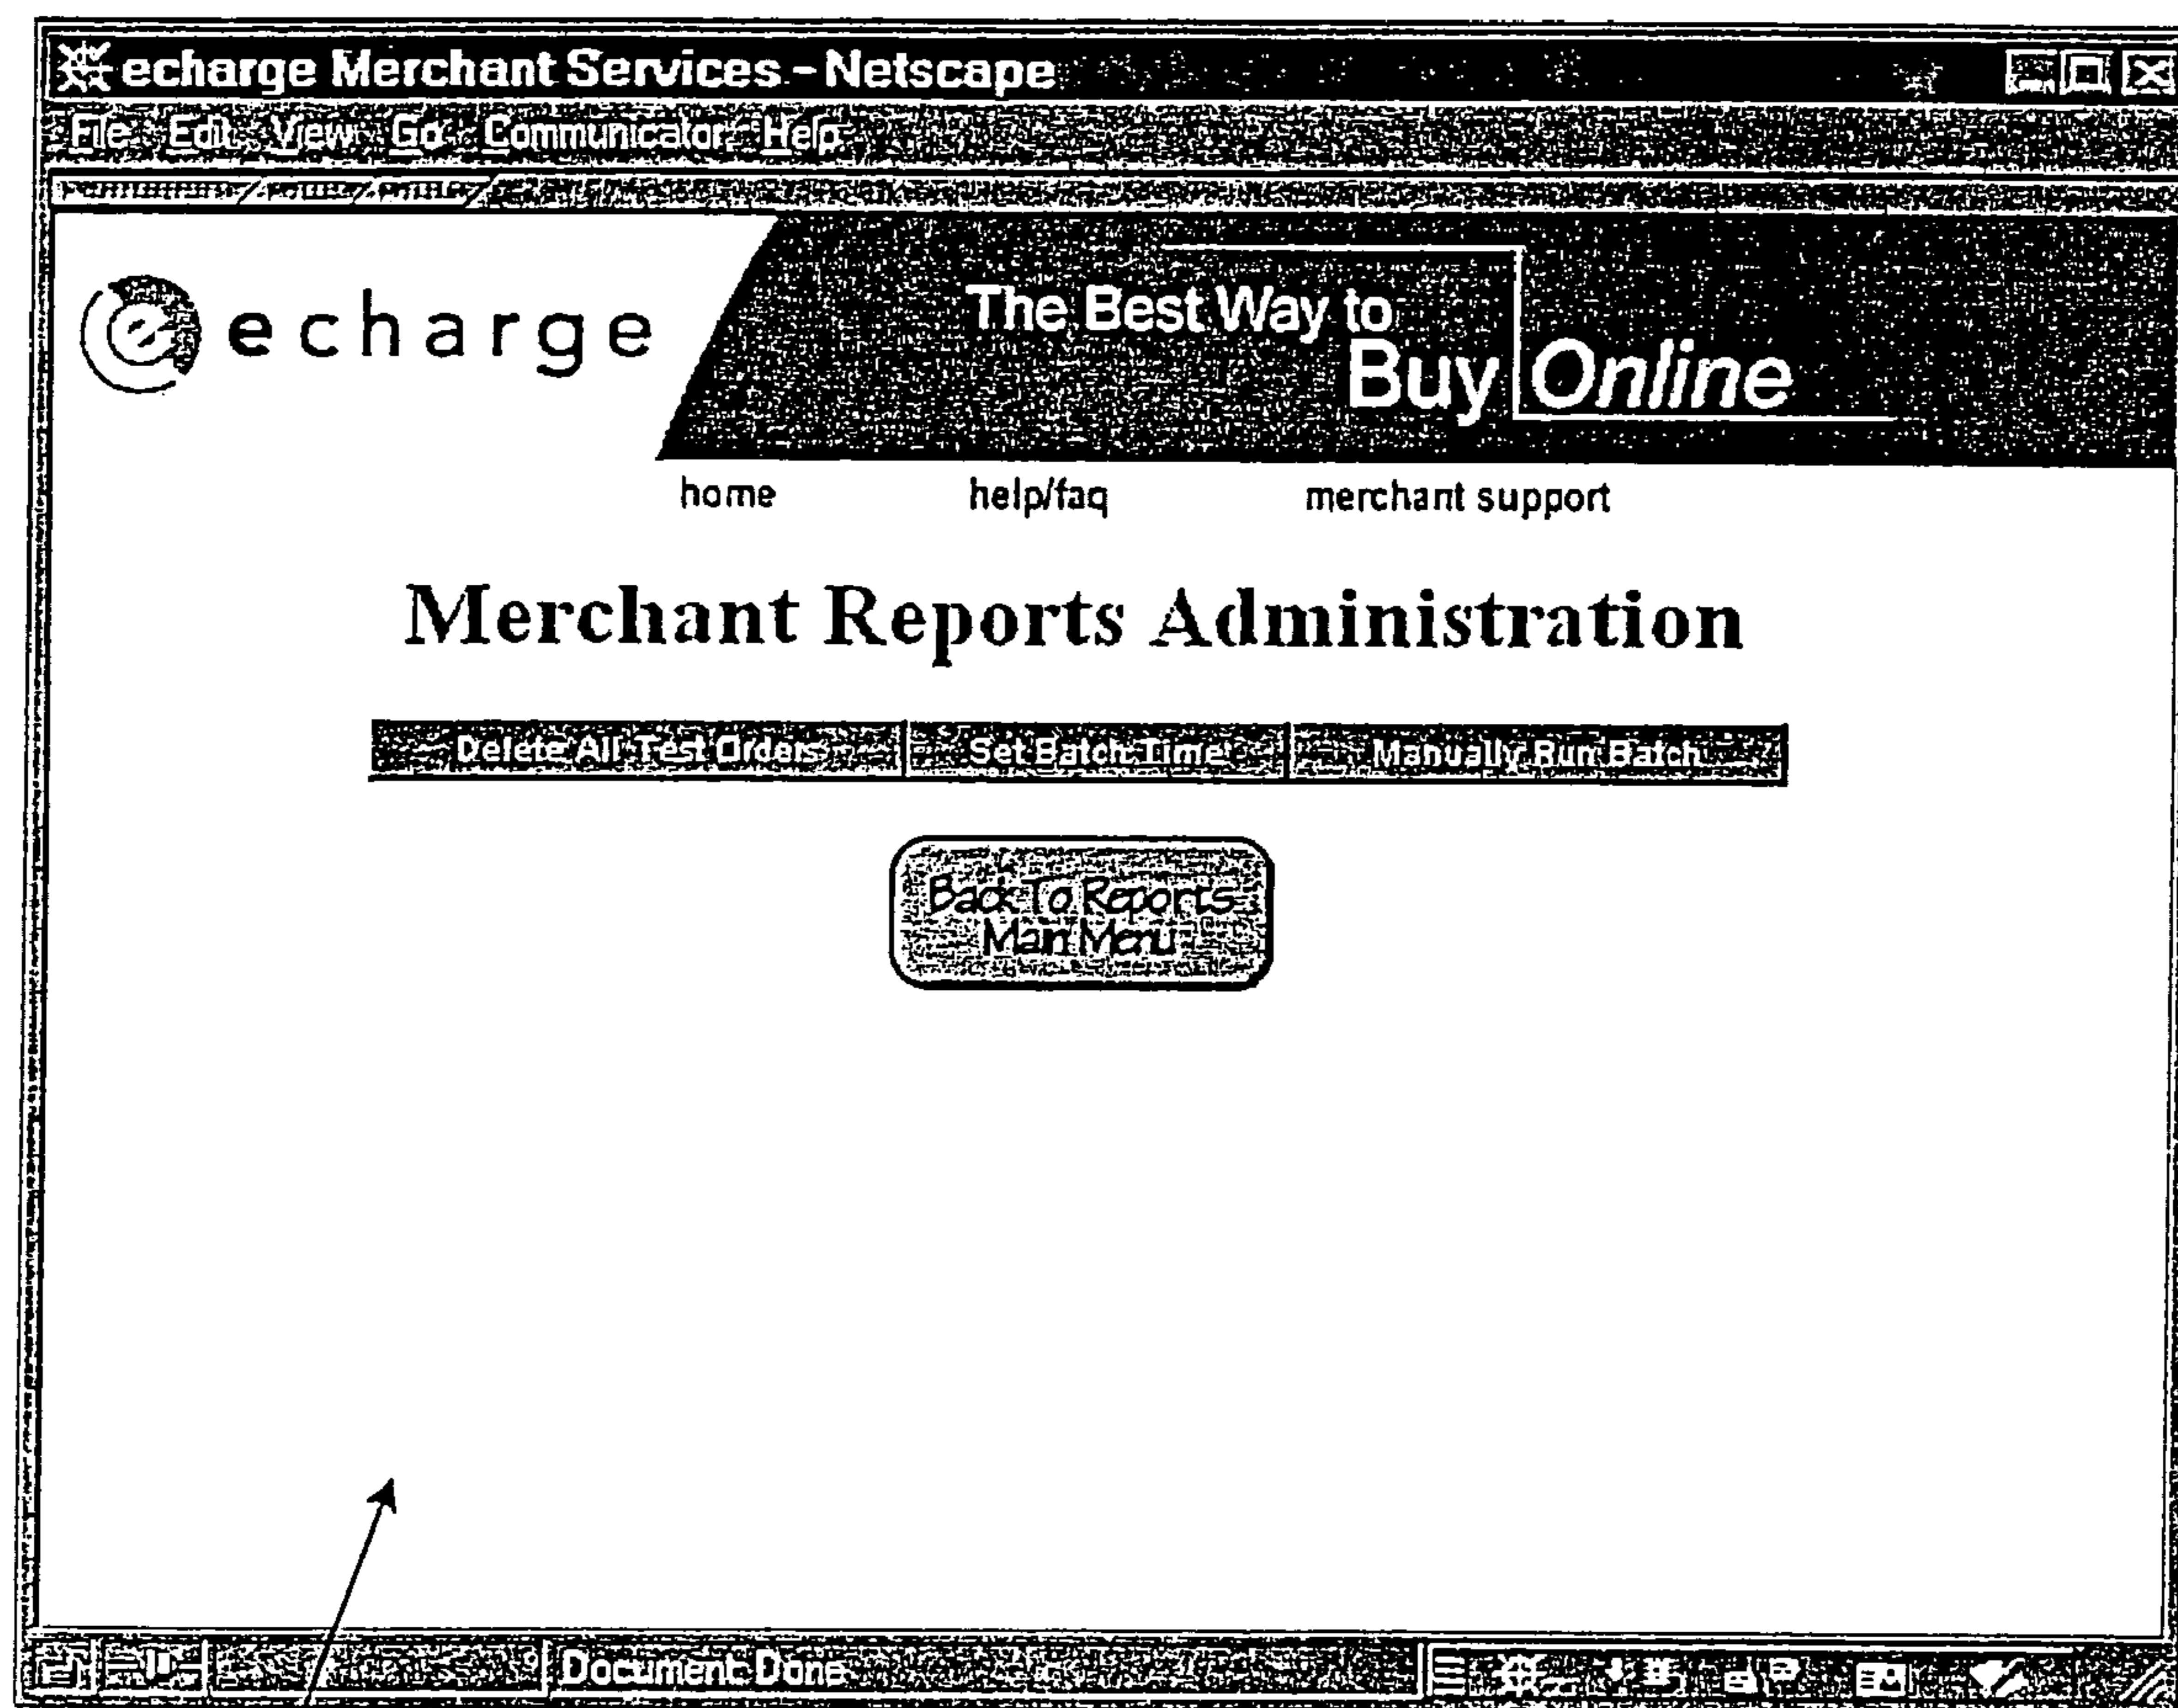 echarge Merchant Services - Netscape
File Edit View Go Communicator Help
echarge
The Best Way to
Buy Online
home help/faq merchant support
Merchant Reports Administration
Delete All Test Orders Set Batch Time Manually Run Batch
Back To Reports
Main Menu
Document Done